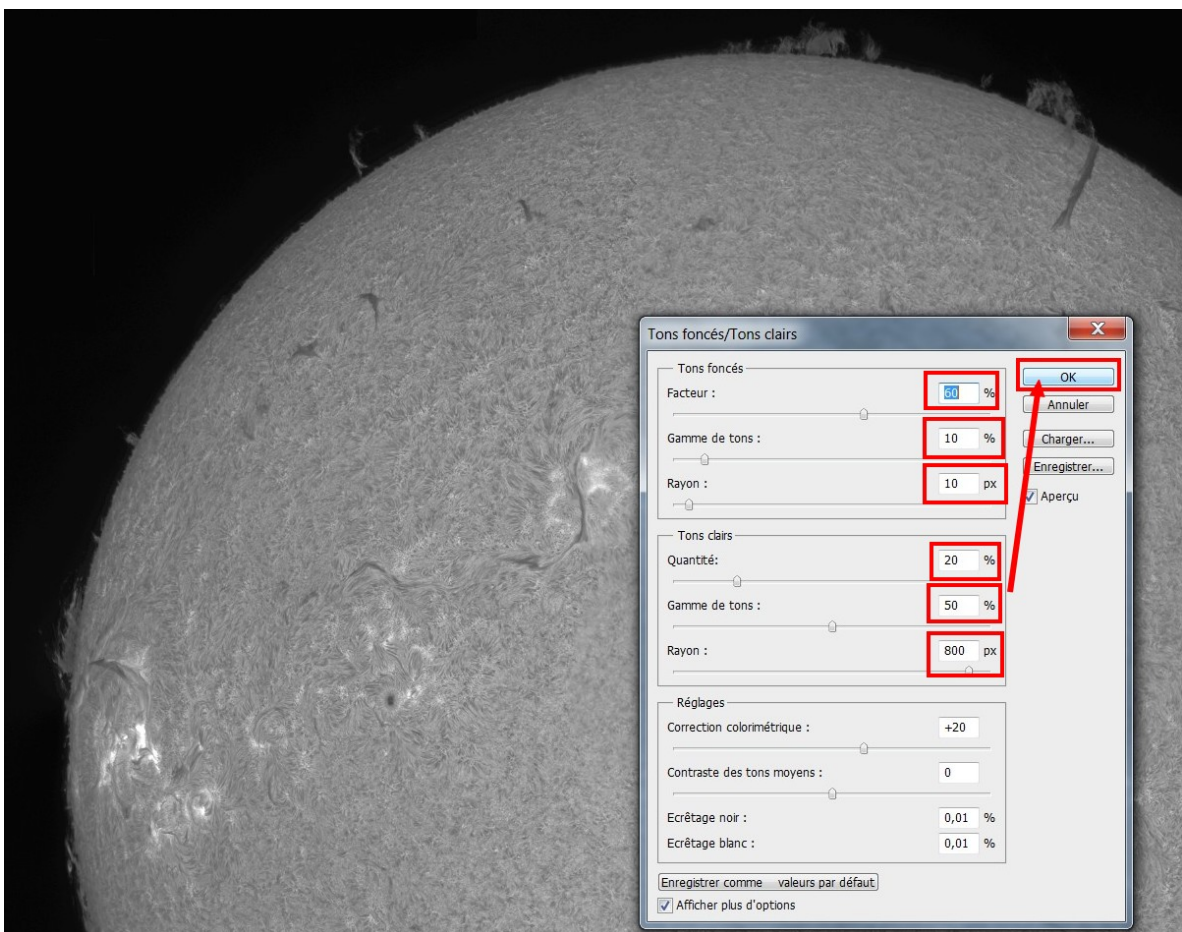 Tons foncés/Tons clairs
Tons foncés
Facteur :
60 %
Gamme de tons :
10 %
Rayon :
10 px
Tons clairs
Quantité:
20 %
Gamme de tons :
50 %
Rayon :
800 px
Réglages
Correction colorimétrique :
+20
Contraste des tons moyens :
0
Ecrêtage noir :
0,01 %
Ecrêtage blanc :
0,01 %
Enregistrer comme valeurs par défaut
Afficher plus d'options
OK
Annuler
Charger...
Enregistrer...
Aperçu